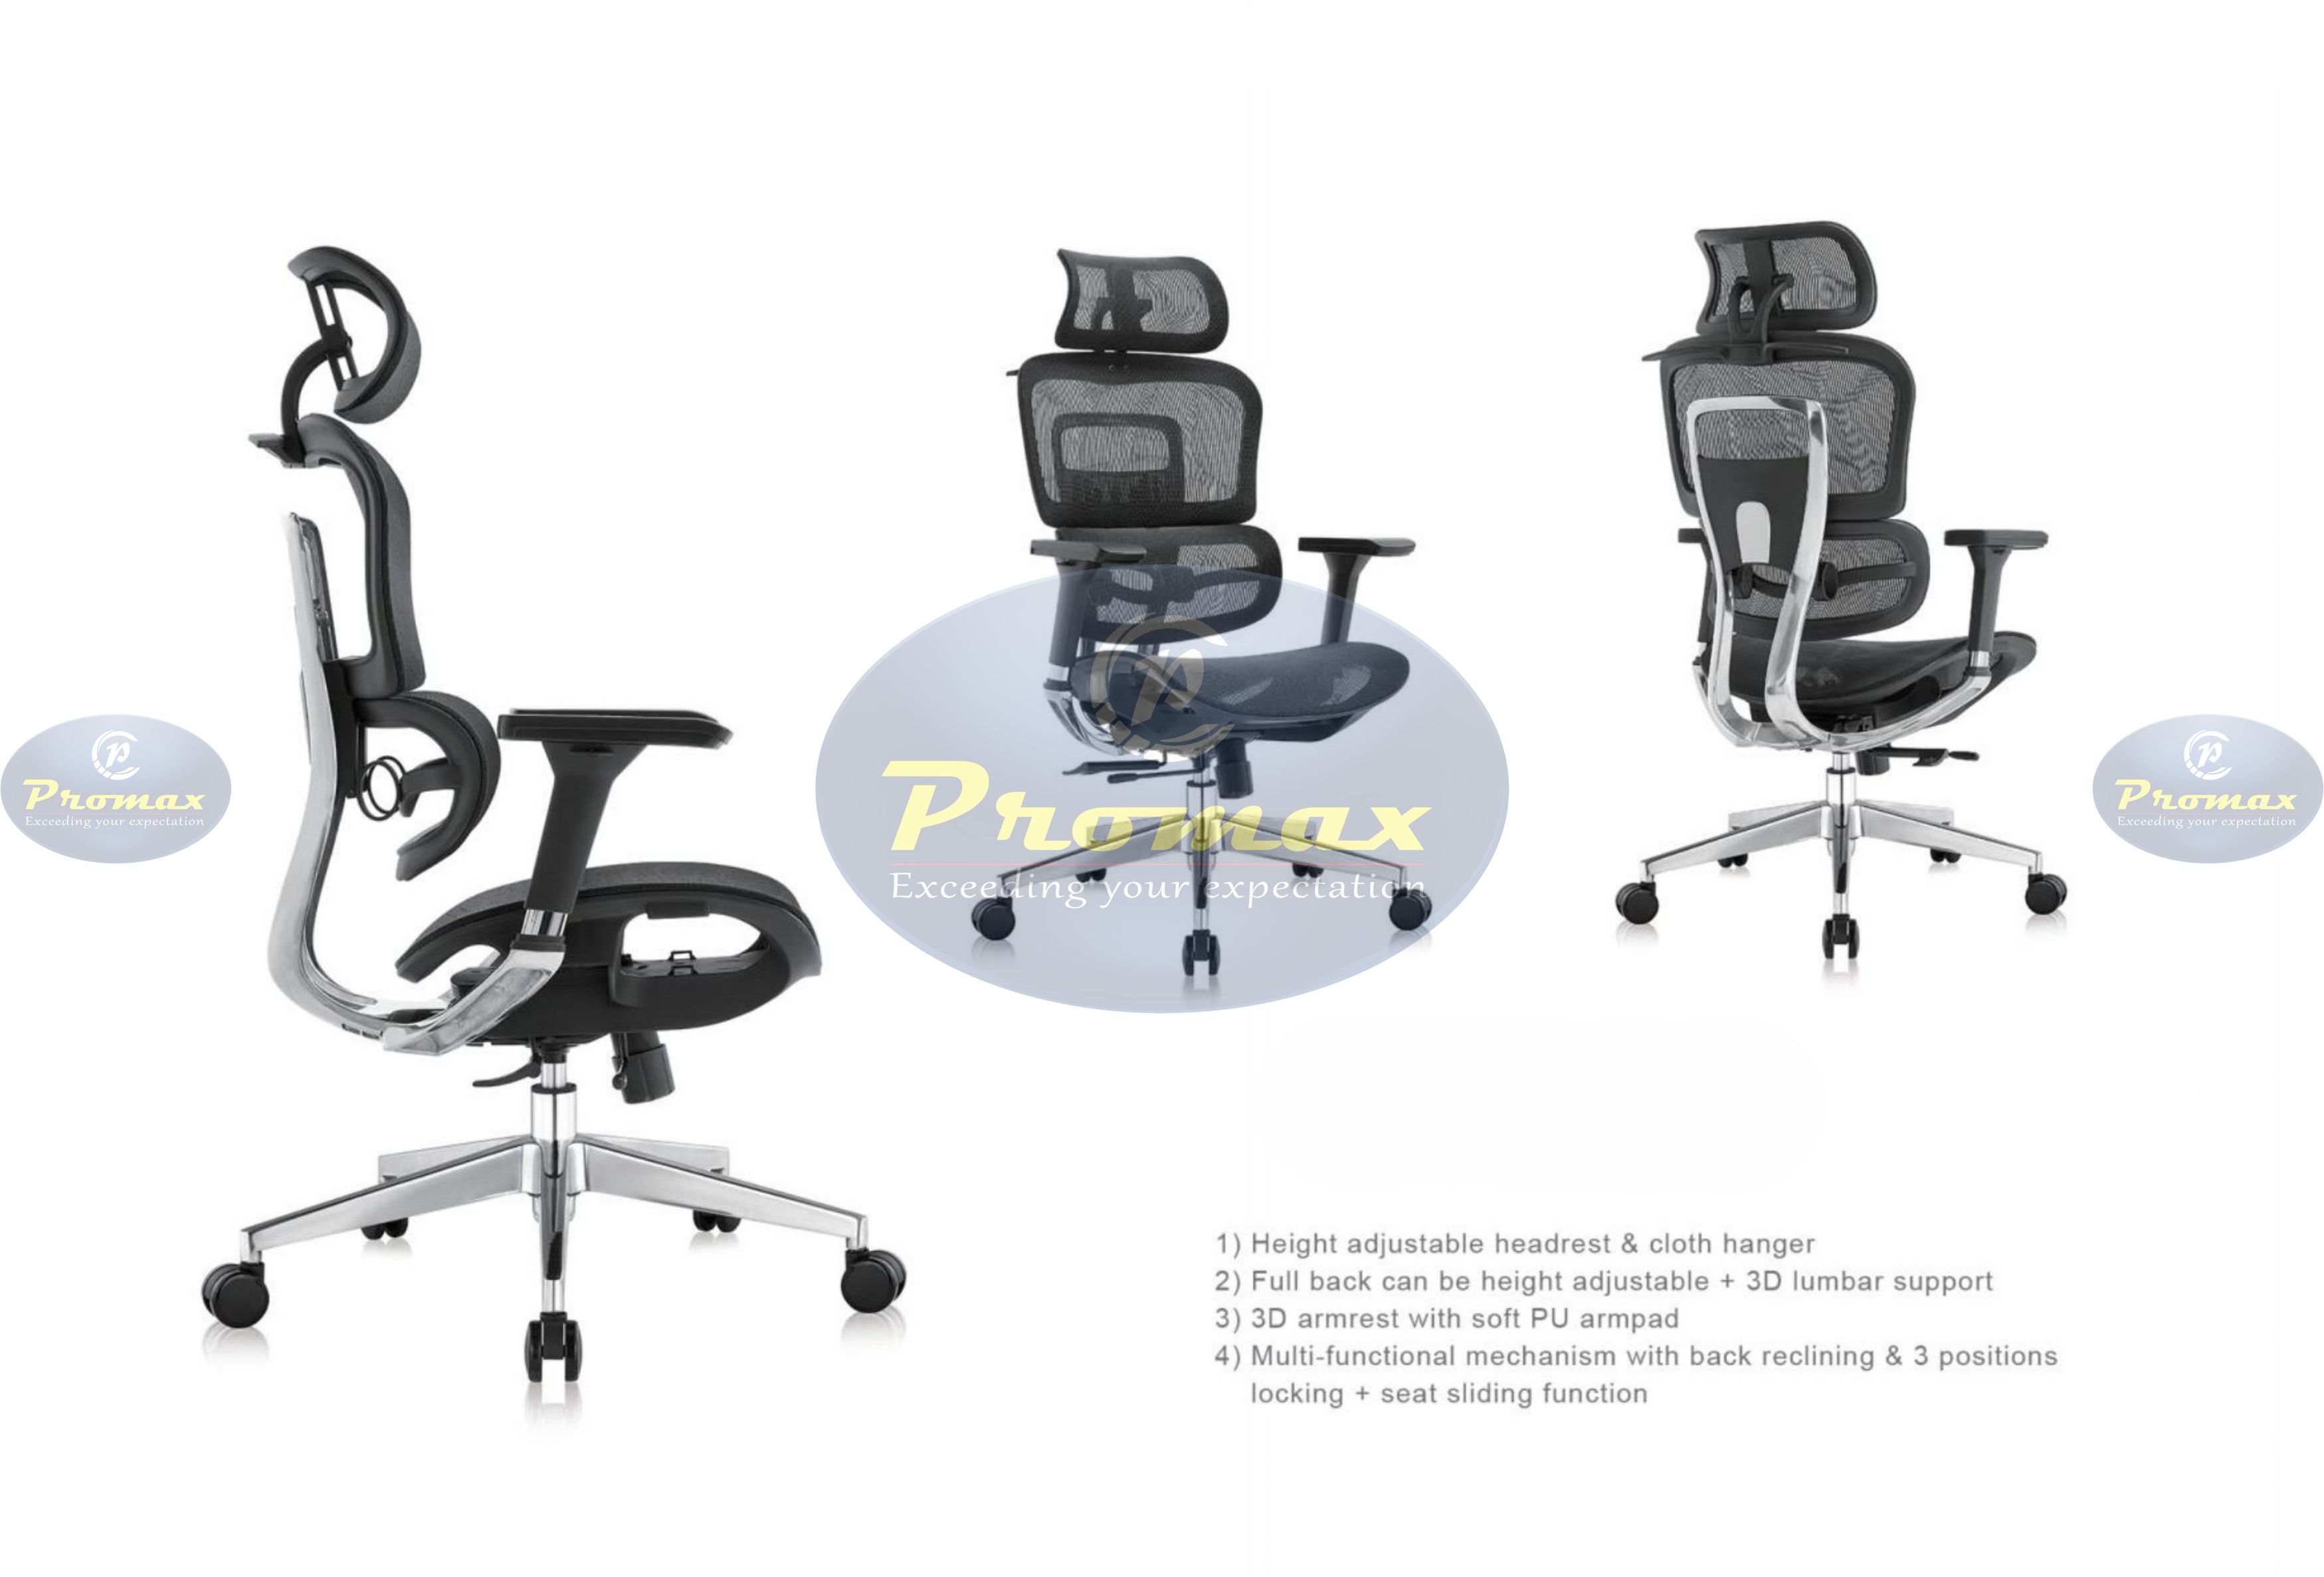 Promax
Exceeding your expectation
Promax
Exceeding your expectation
Promax
Exceeding your expectation
1) Height adjustable headrest & cloth hanger
2) Full back can be height adjustable + 3D lumbar support
3) 3D armrest with soft PU armpad
4) Multi-functional mechanism with back reclining & 3 positions
locking + seat sliding function